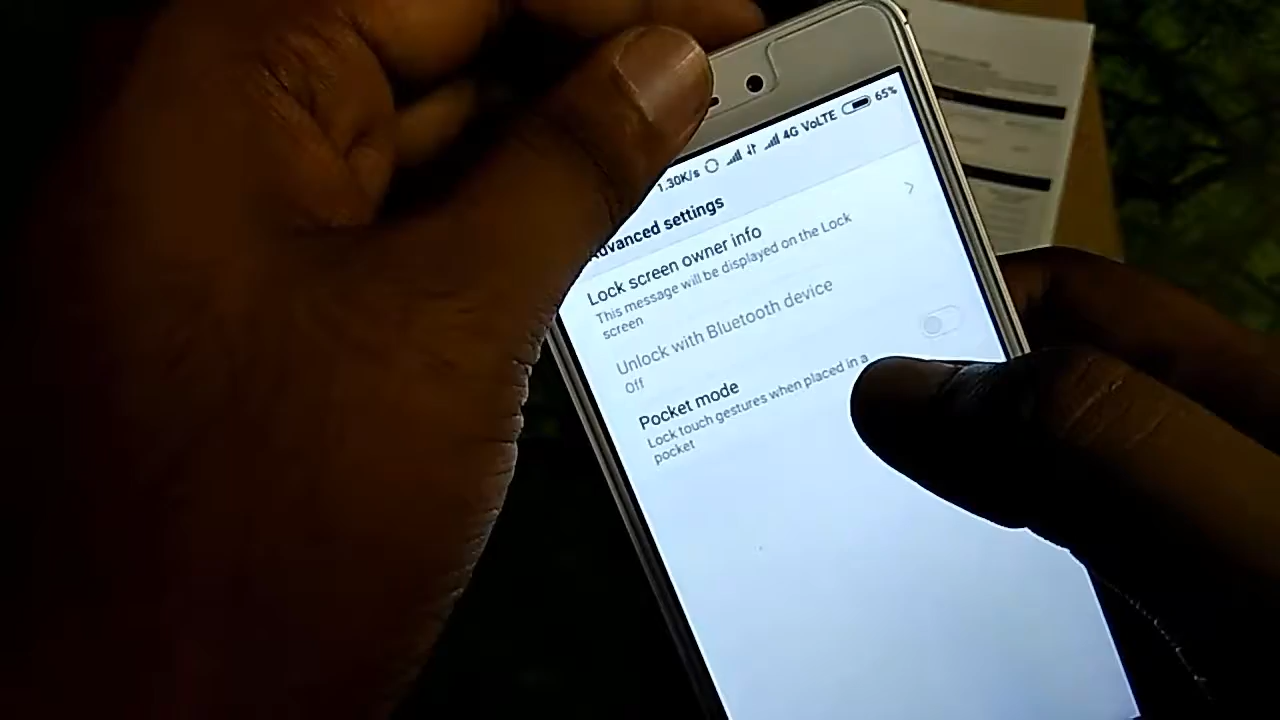 1.30K/s 4G VoLTE 65%
Advanced settings
Lock screen owner info
This message will be displayed on the Lock
screen
Unlock with Bluetooth device
Off
Pocket mode
Lock touch gestures when placed in a
pocket